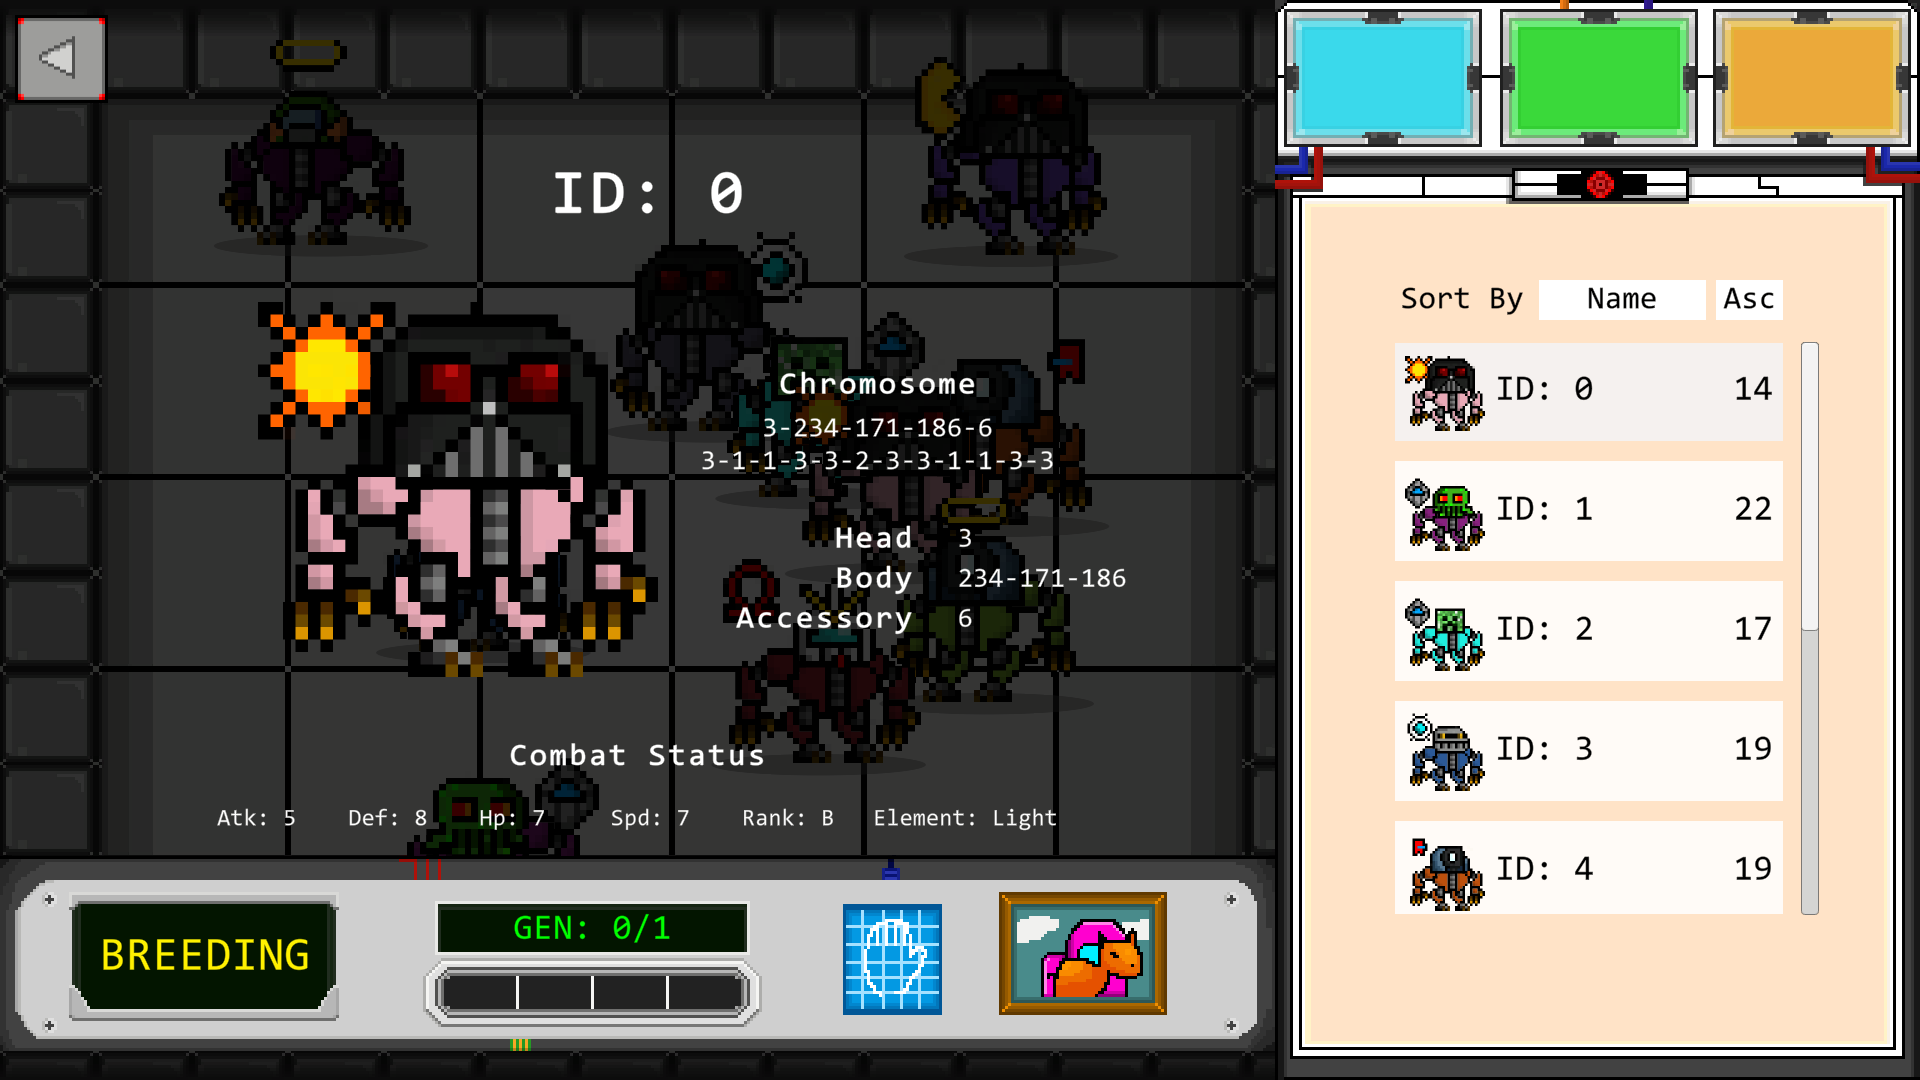 ID: 0
Chromosome
3-234-171-186-6
3-1-1-3-3-2-3-3-1-1-3-3
Head 3
Body 234-171-186
Accessory 6
Combat Status
Atk: 5 Def: 8 Hp: 7 Spd: 7 Rank: B Element: Light
BREEDING
GEN: 0/1
Sort By Name Asc
ID: 0 14
ID: 1 22
ID: 2 17
ID: 3 19
ID: 4 19